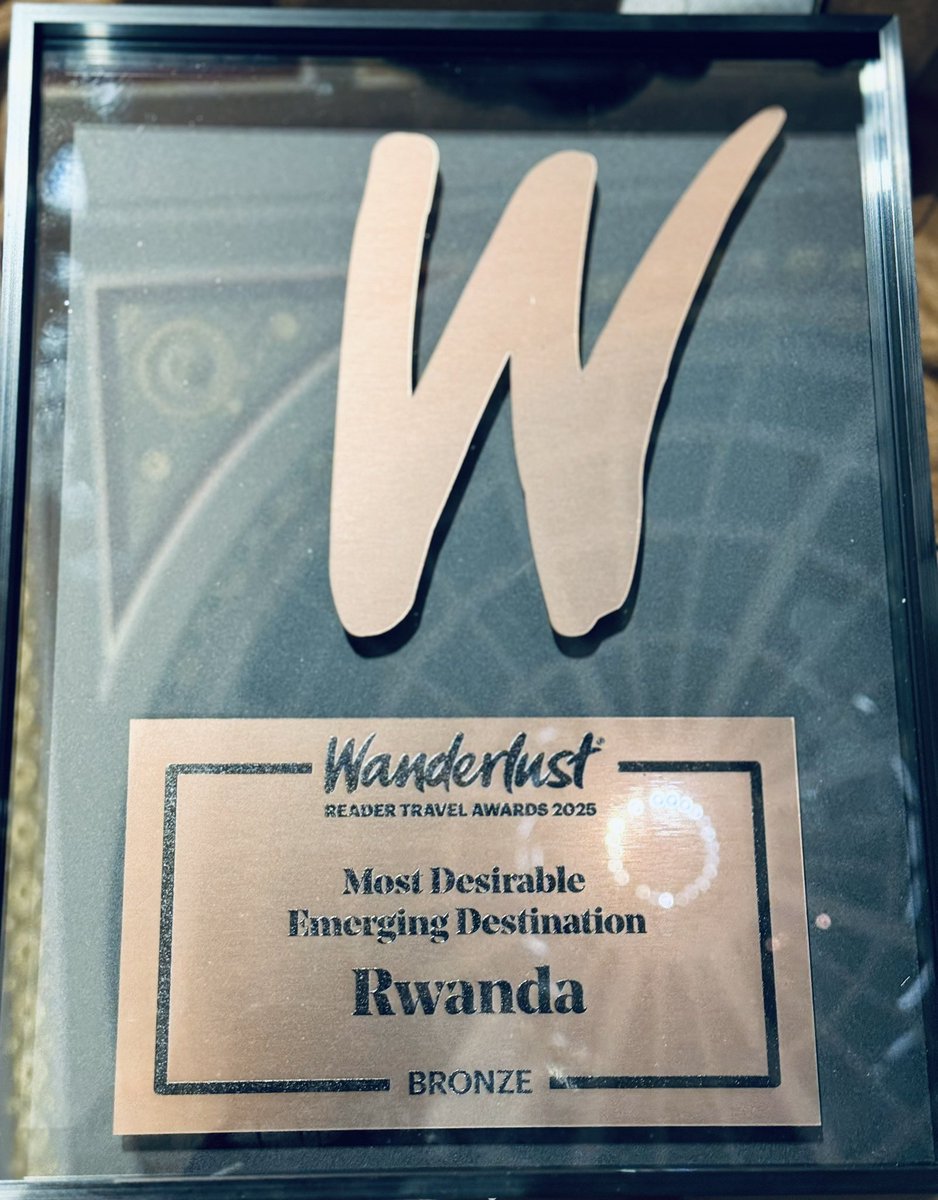 W
Wanderlust®
READER TRAVEL AWARDS 2025
Most Desirable
Emerging Destination
Rwanda
BRONZE